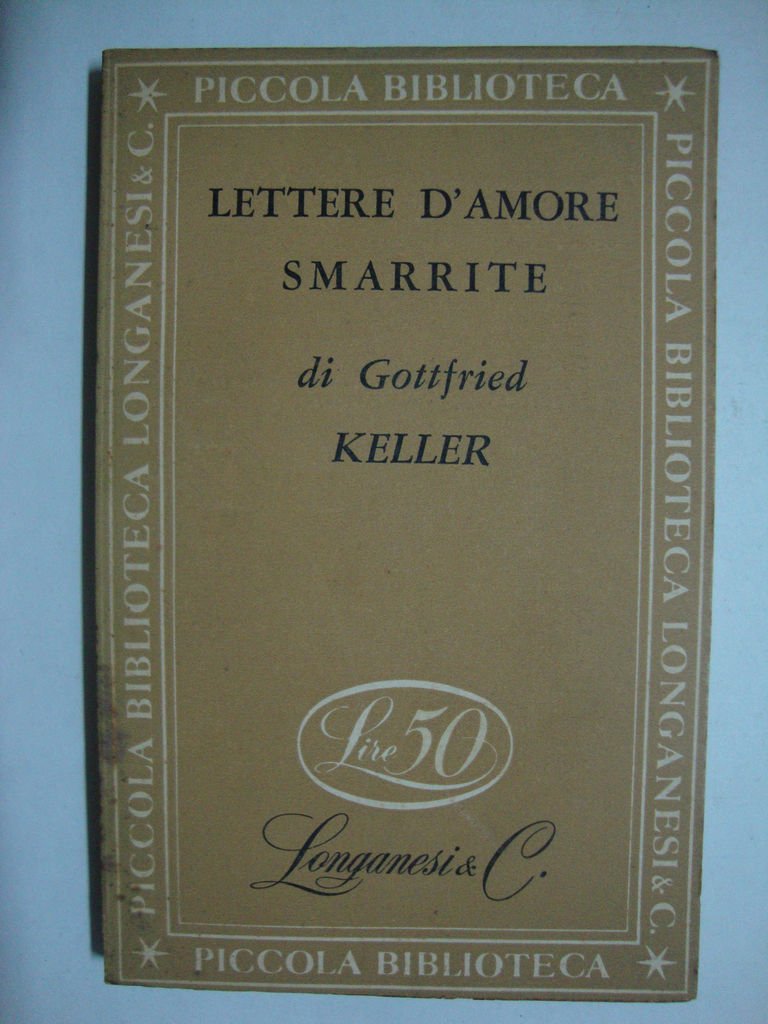 PICCOLA BIBLIOTECA
PICCOLA BIBLIOTECA LONGANESI & C.
PICCOLA BIBLIOTECA LONGANESI & C.
LETTERE D'AMORE
SMARRITE
di Gottfried
KELLER
Lire 50
Longanesi & C.
PICCOLA BIBLIOTECA